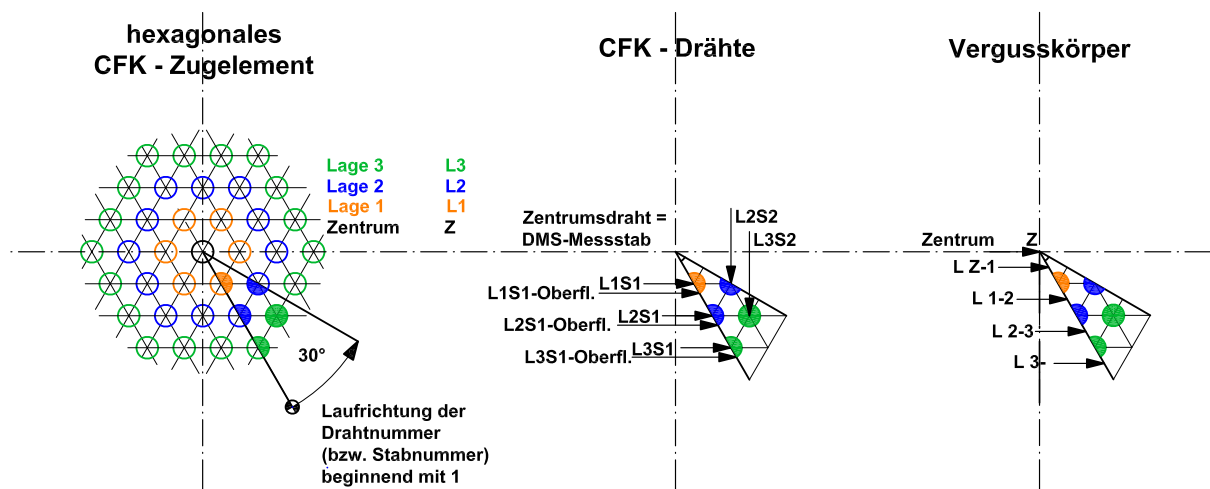 hexagonales
CFK - Zugelement
Lage 3 L3
Lage 2 L2
Lage 1 L1
Zentrum Z
30°
Laufrichtung der
Drahtnummer
(bzw. Stabnummer)
beginnend mit 1
CFK - Drähte
Zentrumsdraht =
DMS-Messstab
L2S2
L3S2
L1S1
L1S1-Oberfl.
L2S1
L2S1-Oberfl.
L3S1
L3S1-Oberfl.
Vergusskörper
Zentrum Z
L Z-1
L 1-2
L 2-3
L 3-